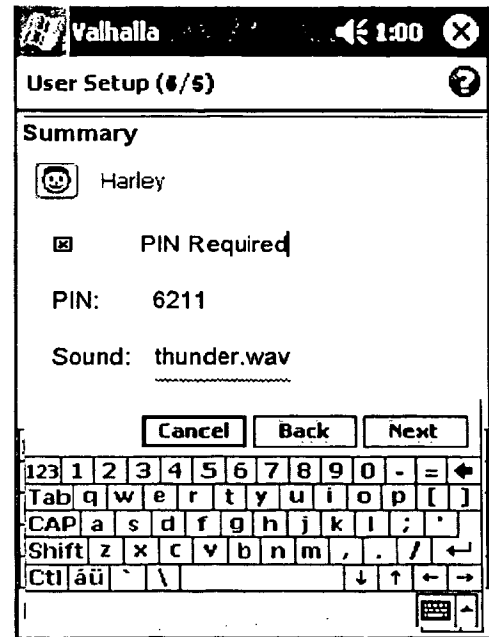 Valhalla 1:00
User Setup (6/5)
Summary
Harley
PIN Required
PIN: 6211
Sound: thunder.wav
Cancel Back Next
123 1 2 3 4 5 6 7 8 9 0 - =
Tab q w e r t y u i o p [ ]
CAP a s d f g h j k l ; '
Shift z x c v b n m , . /
Ctl áü ` \